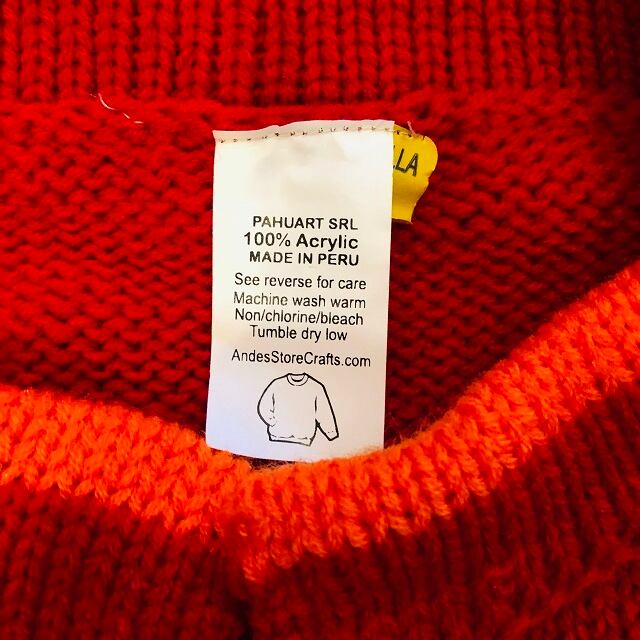 PAHUART SRL
100% Acrylic
MADE IN PERU
See reverse for care
Machine wash warm
Non/chlorine/bleach
Tumble dry low
AndesStoreCrafts.com